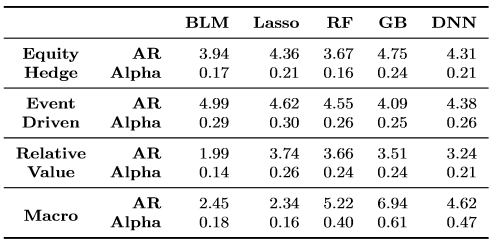 BLM Lasso RF GB DNN
Equity AR 3.94 4.36 3.67 4.75 4.31
Hedge Alpha 0.17 0.21 0.16 0.24 0.21
Event AR 4.99 4.62 4.55 4.09 4.38
Driven Alpha 0.29 0.30 0.26 0.25 0.26
Relative AR 1.99 3.74 3.66 3.51 3.24
Value Alpha 0.14 0.26 0.24 0.24 0.21
Macro AR 2.45 2.34 5.22 6.94 4.62
Alpha 0.18 0.16 0.40 0.61 0.47